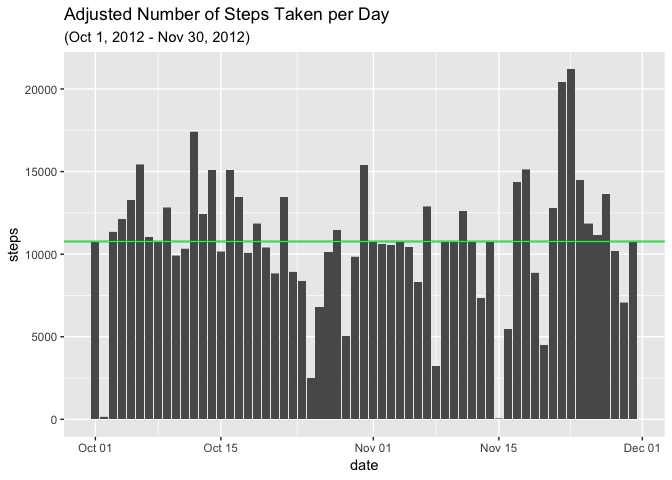 Adjusted Number of Steps Taken per Day
(Oct 1, 2012 - Nov 30, 2012)
20000
15000
10000
5000
0
steps
Oct 01
Oct 15
Nov 01
Nov 15
Dec 01
date